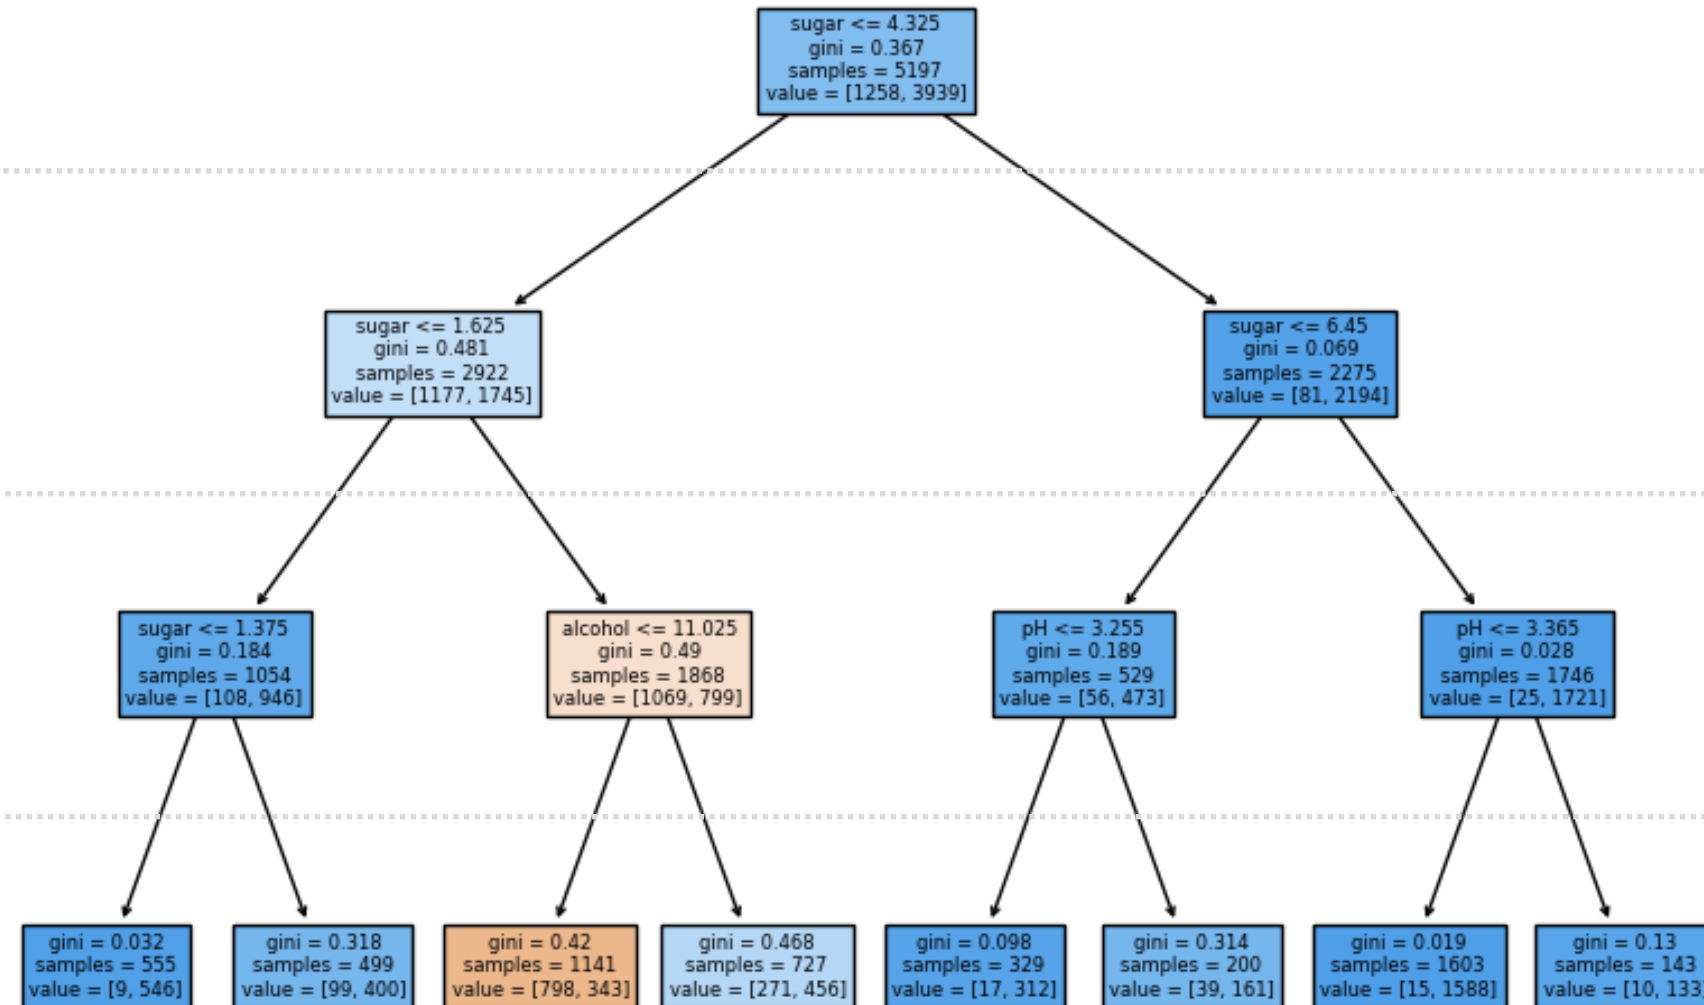 sugar <= 4.325
gini = 0.367
samples = 5197
value = [1258, 3939]
sugar <= 1.625
gini = 0.481
samples = 2922
value = [1177, 1745]
sugar <= 6.45
gini = 0.069
samples = 2275
value = [81, 2194]
sugar <= 1.375
gini = 0.184
samples = 1054
value = [108, 946]
alcohol <= 11.025
gini = 0.49
samples = 1868
value = [1069, 799]
pH <= 3.255
gini = 0.189
samples = 529
value = [56, 473]
pH <= 3.365
gini = 0.028
samples = 1746
value = [25, 1721]
gini = 0.032
samples = 555
value = [9, 546]
gini = 0.318
samples = 499
value = [99, 400]
gini = 0.42
samples = 1141
value = [798, 343]
gini = 0.468
samples = 727
value = [271, 456]
gini = 0.098
samples = 329
value = [17, 312]
gini = 0.314
samples = 200
value = [39, 161]
gini = 0.019
samples = 1603
value = [15, 1588]
gini = 0.13
samples = 143
value = [10, 133